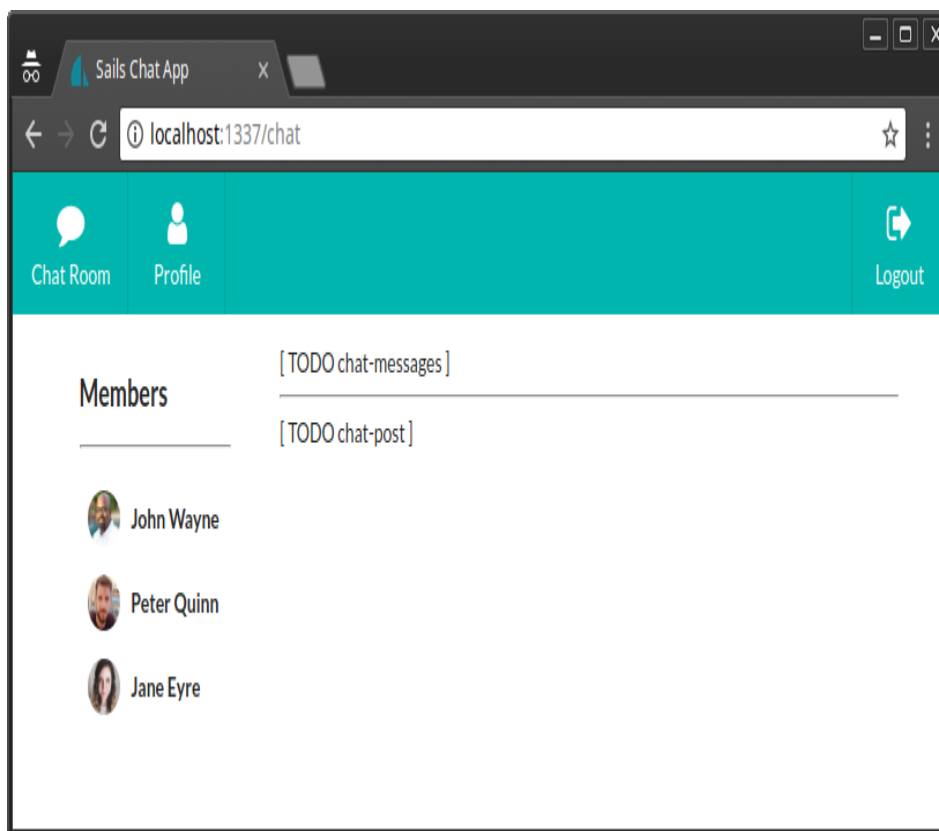 Sails Chat App
localhost:1337/chat
Chat Room
Profile
Logout
Members
John Wayne
Peter Quinn
Jane Eyre
[ TODO chat-messages ]
[ TODO chat-post ]